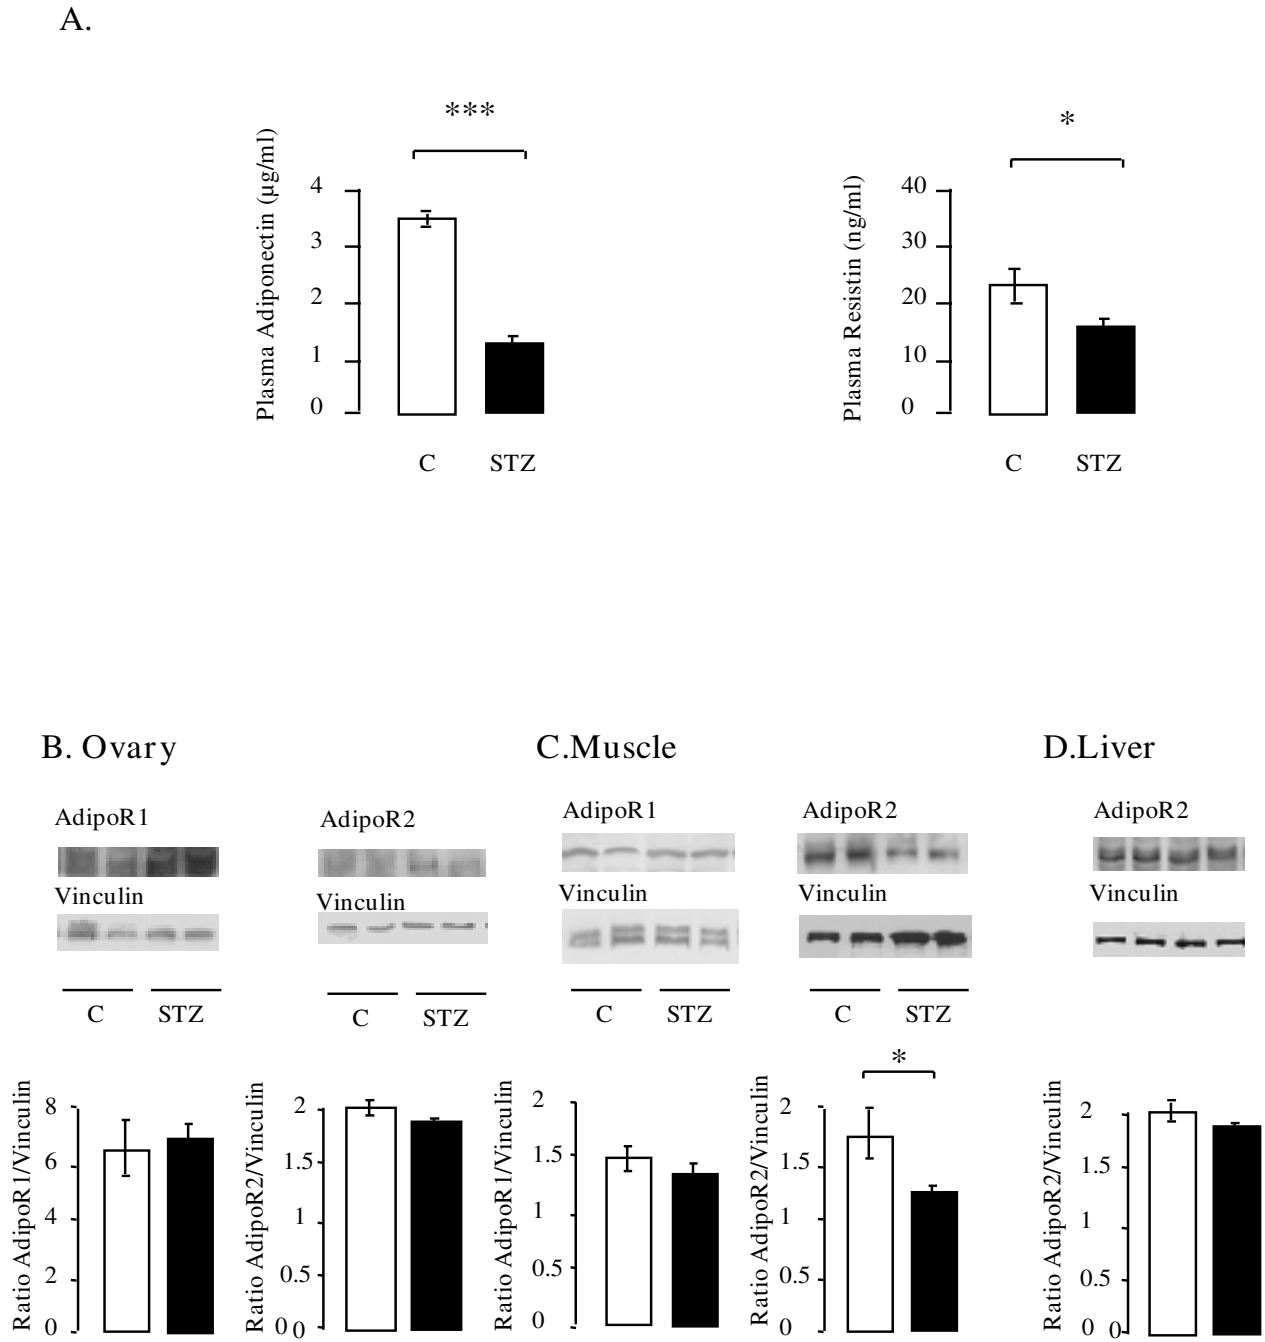 A.
***
Plasma Adiponectin (µg/ml)
4
3
2
1
0
C STZ
*
Plasma Resistin (ng/ml)
40
30
20
10
0
C STZ
B. Ovary
AdipoR1
Vinculin
C STZ
Ratio AdipoR1/Vinculin
8
6
4
2
0
AdipoR2
Vinculin
C STZ
Ratio AdipoR2/Vinculin
2
1.5
1
0.5
0 0
C.Muscle
AdipoR1
Vinculin
C STZ
Ratio AdipoR1/Vinculin
2
1.5
1
0.5
0
AdipoR2
Vinculin
C STZ
*
Ratio AdipoR2/Vinculin
2
1.5
1
0.5
0
D.Liver
AdipoR2
Vinculin
Ratio AdipoR2/Vinculin
2
1.5
1
0.5
0 0